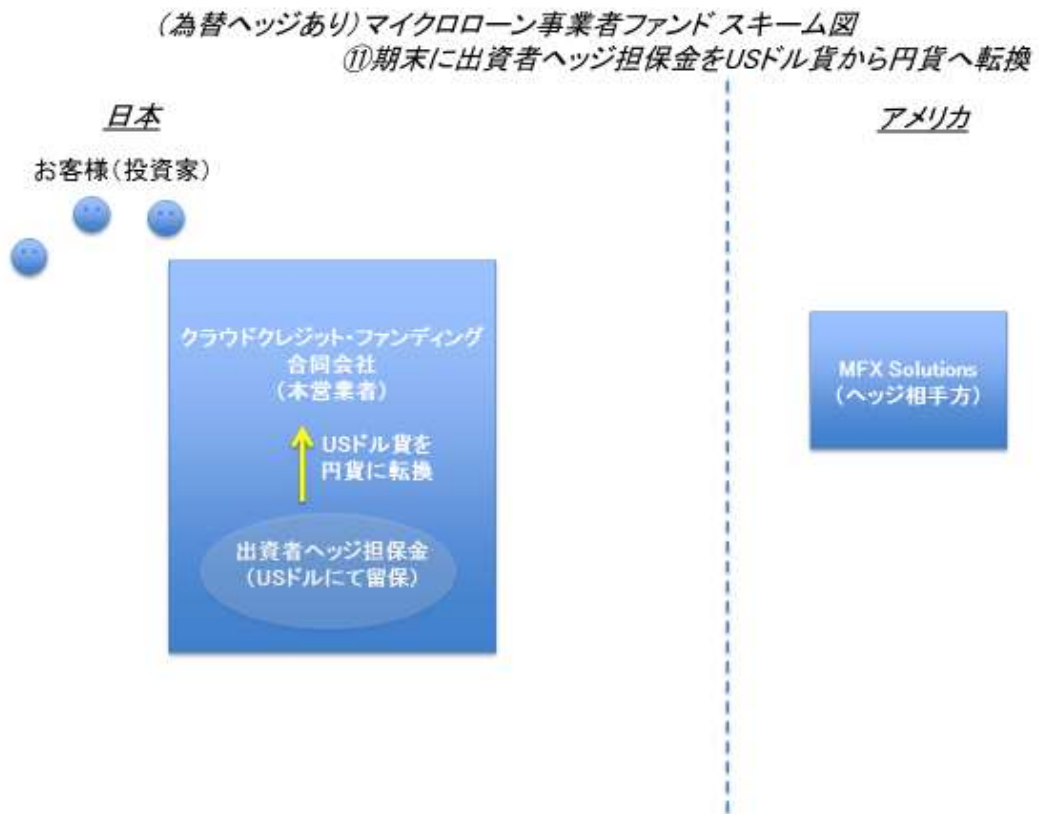 (為替ヘッジあり)マイクロローン事業者ファンド スキーム図
⑪期末に出資者ヘッジ担保金をUSドル貨から円貨へ転換
日本
アメリカ
お客様(投資家)
クラウドクレジット・ファンディング
合同会社
(本営業者)
USドル貨を
円貨に転換
出資者ヘッジ担保金
(USドルにて留保)
MFX Solutions
(ヘッジ相手方)